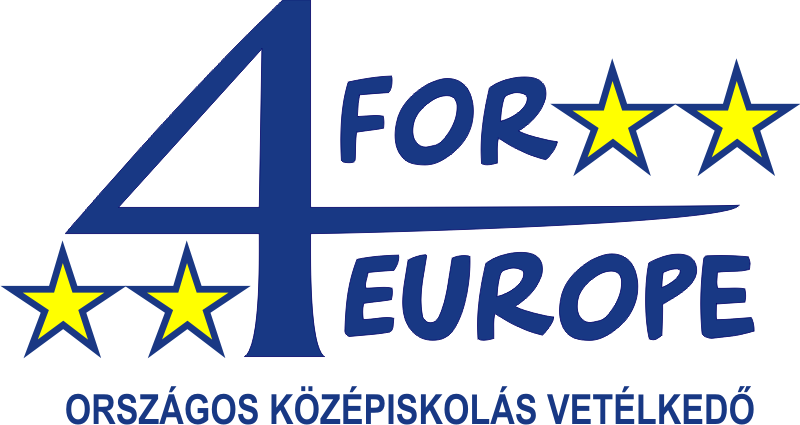 4 FOR
EUROPE
ORSZÁGOS KÖZÉPISKOLÁS VETÉLKEDŐ